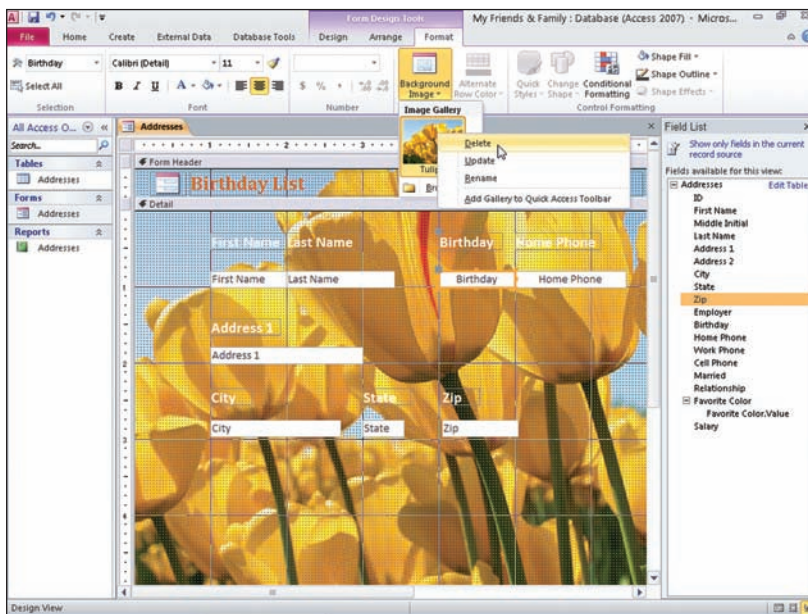 Form Design Tools
My Friends & Family : Database (Access 2007) - Micros...
File Home Create External Data Database Tools Design Arrange Format
Birthday Calibri (Detail) 11
Select All
B I U A
$ % ,
Background Image
Alternate Row Color
Quick Styles
Change Shape
Conditional Formatting
Shape Fill
Shape Outline
Shape Effects
Selection Font Number Control Formatting
Image Gallery
Tulip
Br
Delete
Update
Rename
Add Gallery to Quick Access Toolbar
All Access O...
Search...
Tables
Addresses
Forms
Addresses
Reports
Addresses
Addresses
1 2 3
Form Header
Birthday List
Detail
First Name Last Name Birthday Home Phone
First Name Last Name Birthday Home Phone
Address 1
Address 1
City State Zip
City State Zip
Field List
Show only fields in the current record source
Fields available for this view:
Addresses Edit Table
ID
First Name
Middle Initial
Last Name
Address 1
Address 2
City
State
Zip
Employer
Birthday
Home Phone
Work Phone
Cell Phone
Married
Relationship
Favorite Color
Favorite Color.Value
Salary
Design View